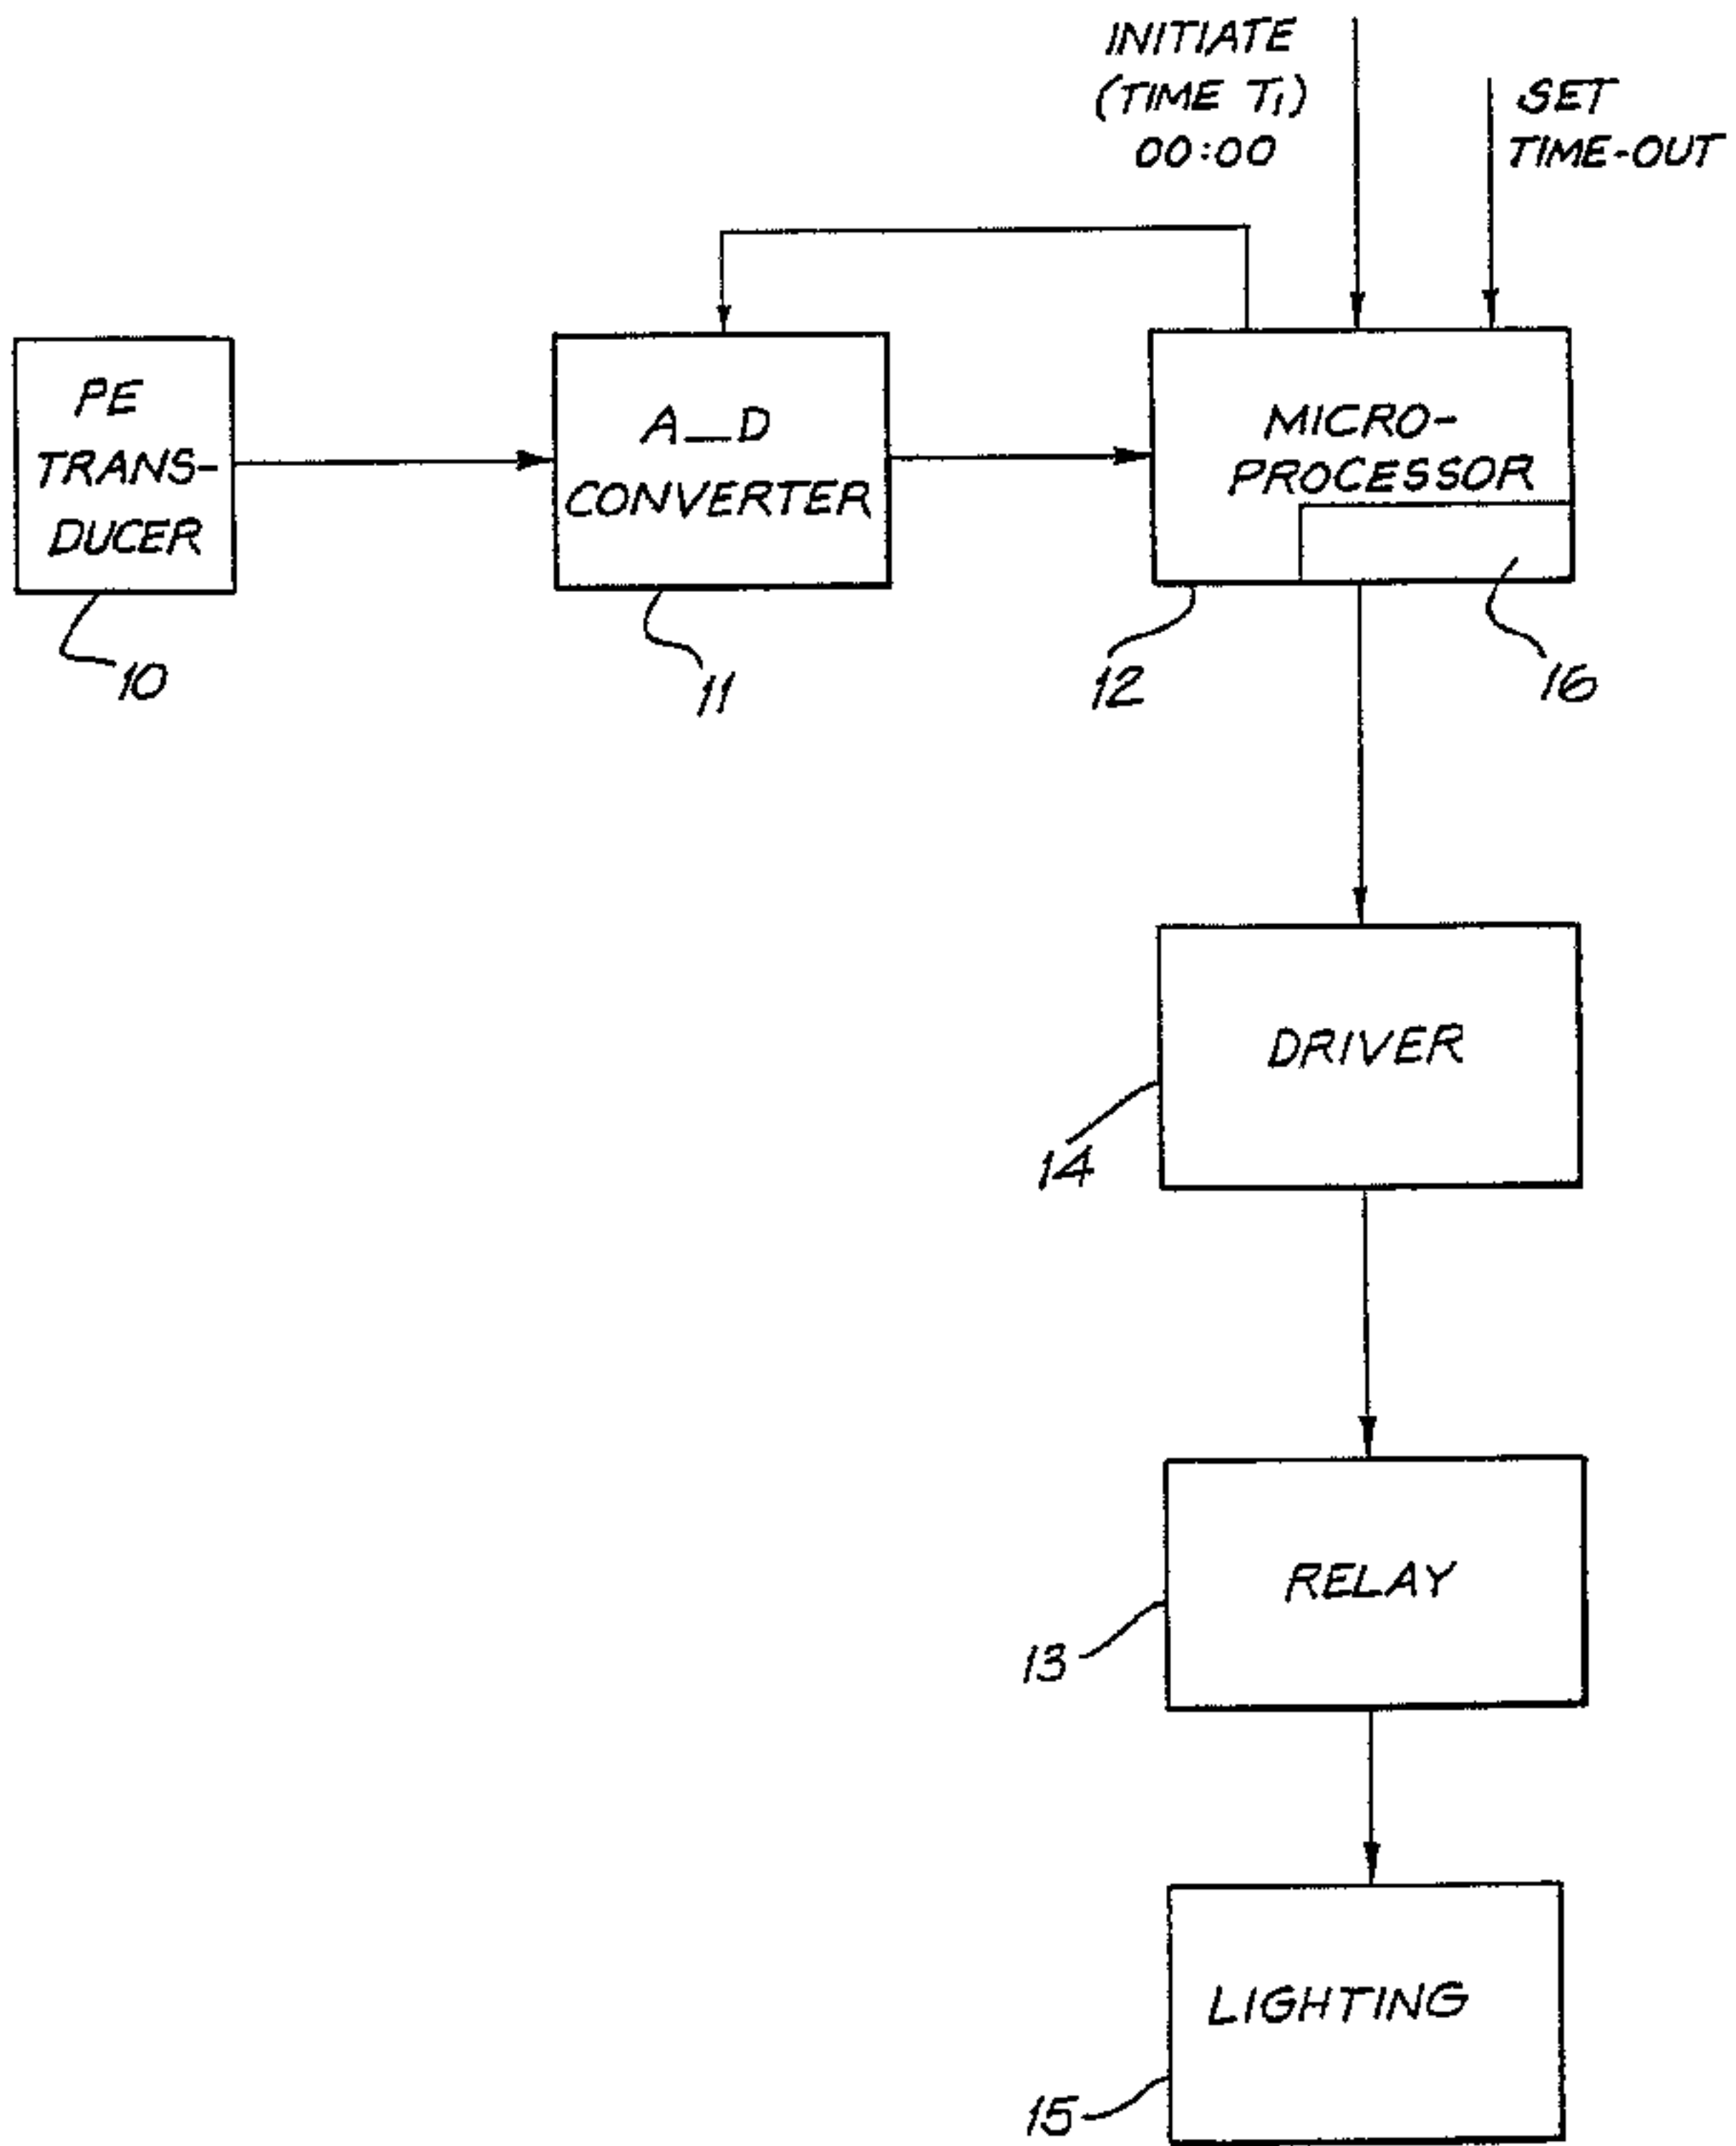 INITIATE
(TIME T1)
00:00
SET
TIME-OUT
PE
TRANS-
DUCER
A_D
CONVERTER
MICRO-
PROCESSOR
10
11
12
16
DRIVER
14
RELAY
13
LIGHTING
15